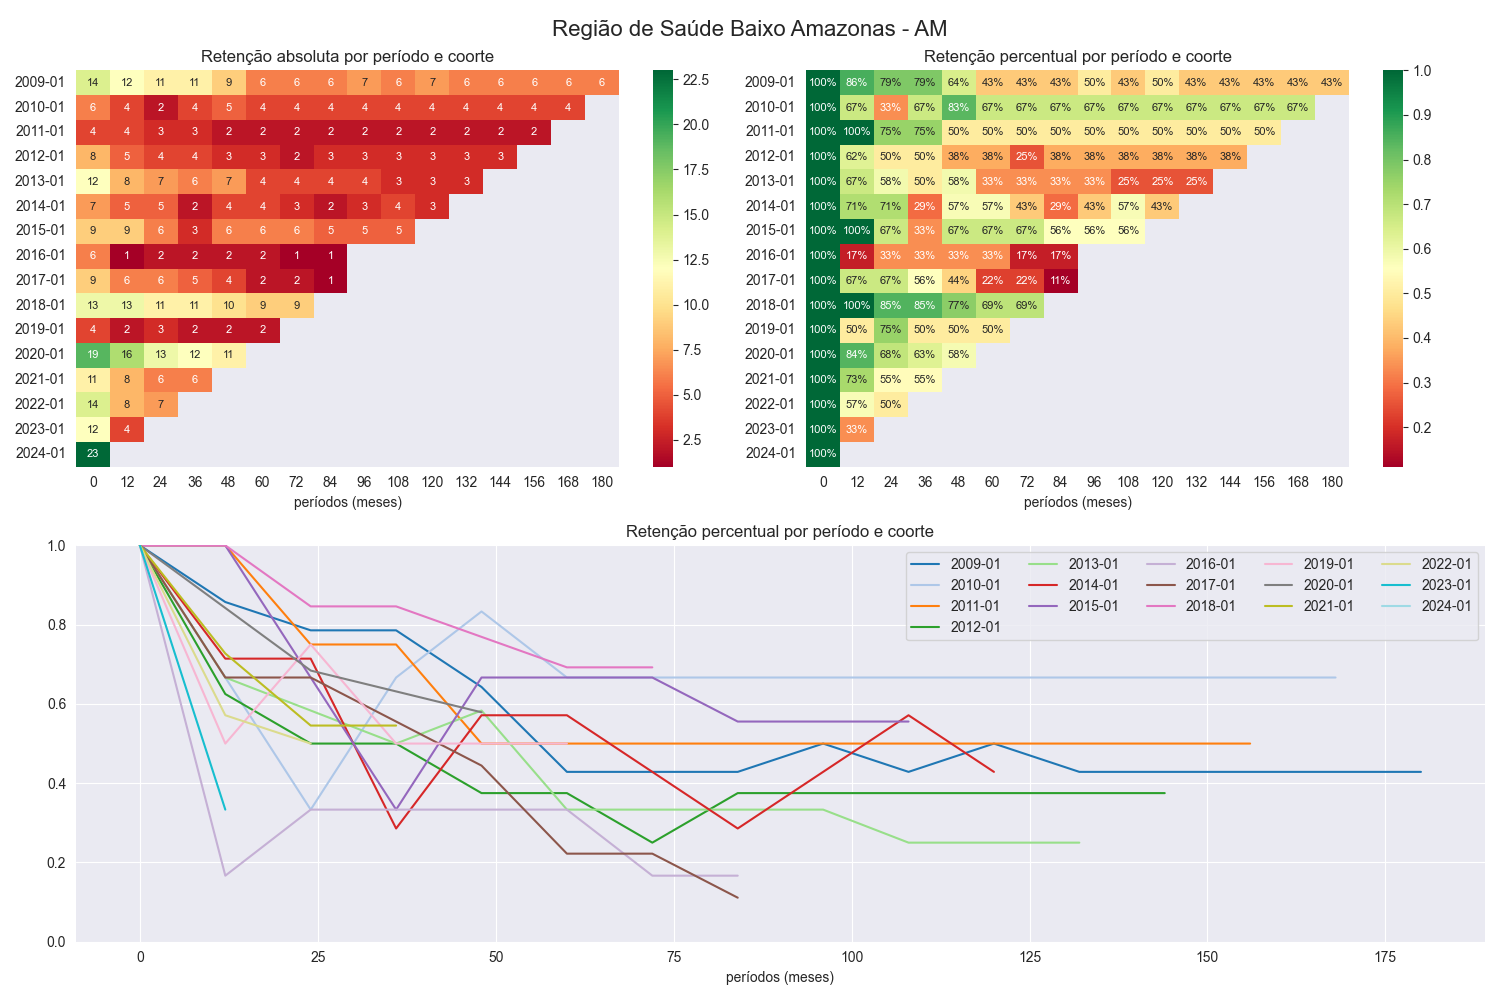 Região de Saúde Baixo Amazonas - AM
Retenção absoluta por período e coorte
2009-01 14 12 11 11 9 6 6 6 7 6 7 6 6 6 6 6
2010-01 6 4 2 4 5 4 4 4 4 4 4 4 4 4 4
2011-01 4 4 3 3 2 2 2 2 2 2 2 2 2 2
2012-01 8 5 4 4 3 3 2 3 3 3 3 3 3
2013-01 12 8 7 6 7 4 4 4 4 3 3 3
2014-01 7 5 5 2 4 4 3 2 3 4 3
2015-01 9 9 6 3 6 6 6 5 5 5
2016-01 6 1 2 2 2 2 1 1
2017-01 9 6 6 5 4 2 2 1
2018-01 13 13 11 11 10 9 9
2019-01 4 2 3 2 2 2
2020-01 19 16 13 12 11
2021-01 11 8 6 6
2022-01 14 8 7
2023-01 12 4
2024-01 23
0 12 24 36 48 60 72 84 96 108 120 132 144 156 168 180
períodos (meses)
22.5
20.0
17.5
15.0
12.5
10.0
7.5
5.0
2.5
Retenção percentual por período e coorte
2009-01 100% 86% 79% 79% 64% 43% 43% 43% 50% 43% 50% 43% 43% 43% 43% 43%
2010-01 100% 67% 33% 67% 83% 67% 67% 67% 67% 67% 67% 67% 67% 67% 67%
2011-01 100% 100% 75% 75% 50% 50% 50% 50% 50% 50% 50% 50% 50% 50%
2012-01 100% 62% 50% 50% 38% 38% 25% 38% 38% 38% 38% 38% 38%
2013-01 100% 67% 58% 50% 58% 33% 33% 33% 33% 25% 25% 25%
2014-01 100% 71% 71% 29% 57% 57% 43% 29% 43% 57% 43%
2015-01 100% 100% 67% 33% 67% 67% 67% 56% 56% 56%
2016-01 100% 17% 33% 33% 33% 33% 17% 17%
2017-01 100% 67% 67% 56% 44% 22% 22% 11%
2018-01 100% 100% 85% 85% 77% 69% 69%
2019-01 100% 50% 75% 50% 50% 50%
2020-01 100% 84% 68% 63% 58%
2021-01 100% 73% 55% 55%
2022-01 100% 57% 50%
2023-01 100% 33%
2024-01 100%
0 12 24 36 48 60 72 84 96 108 120 132 144 156 168 180
períodos (meses)
1.0
0.9
0.8
0.7
0.6
0.5
0.4
0.3
0.2
Retenção percentual por período e coorte
1.0
0.8
0.6
0.4
0.2
0.0
2009-01 2013-01 2016-01 2019-01 2022-01
2010-01 2014-01 2017-01 2020-01 2023-01
2011-01 2015-01 2018-01 2021-01 2024-01
2012-01
0 25 50 75 100 125 150 175
períodos (meses)